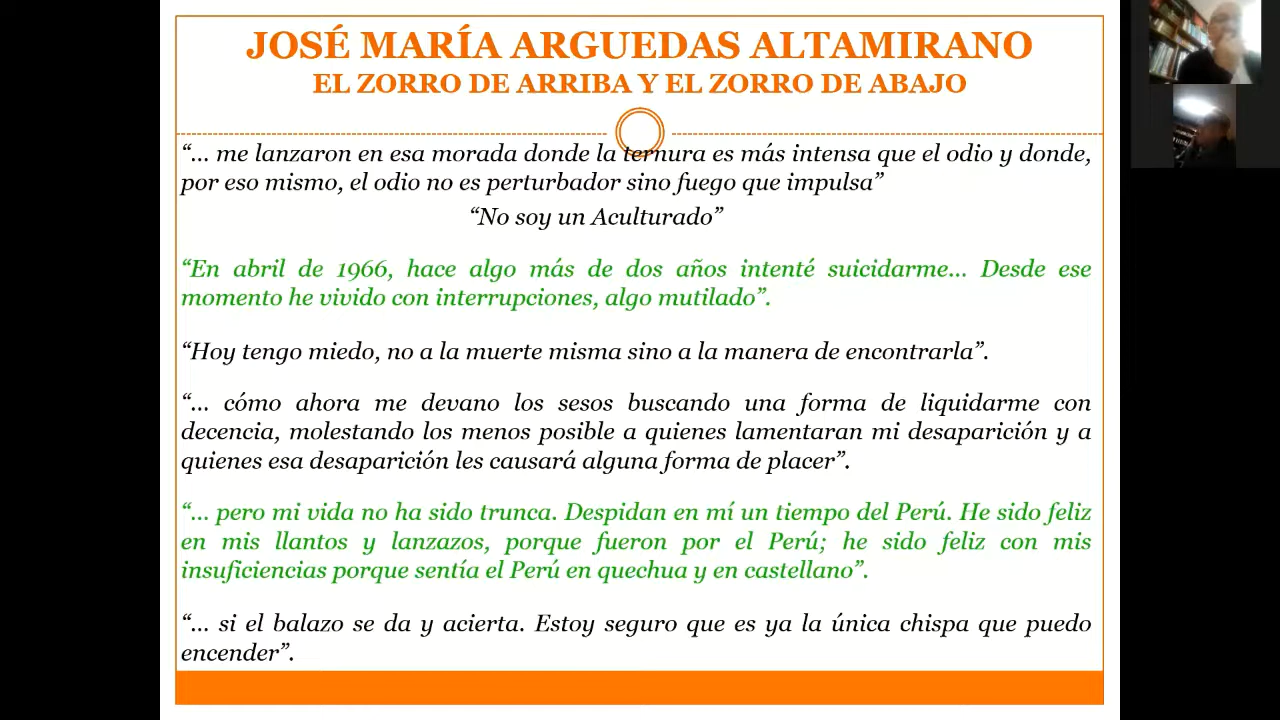 JOSÉ MARÍA ARGUEDAS ALTAMIRANO
EL ZORRO DE ARRIBA Y EL ZORRO DE ABAJO
“... me lanzaron en esa morada donde la ternura es más intensa que el odio y donde,
por eso mismo, el odio no es perturbador sino fuego que impulsa”
“No soy un Aculturado”
“En abril de 1966, hace algo más de dos años intenté suicidarme... Desde ese
momento he vivido con interrupciones, algo mutilado”.
“Hoy tengo miedo, no a la muerte misma sino a la manera de encontrarla”.
“... cómo ahora me devano los sesos buscando una forma de liquidarme con
decencia, molestando los menos posible a quienes lamentaran mi desaparición y a
quienes esa desaparición les causará alguna forma de placer”.
“... pero mi vida no ha sido trunca. Despidan en mí un tiempo del Perú. He sido feliz
en mis llantos y lanzazos, porque fueron por el Perú; he sido feliz con mis
insuficiencias porque sentía el Perú en quechua y en castellano”.
“... si el balazo se da y acierta. Estoy seguro que es ya la única chispa que puedo
encender”.